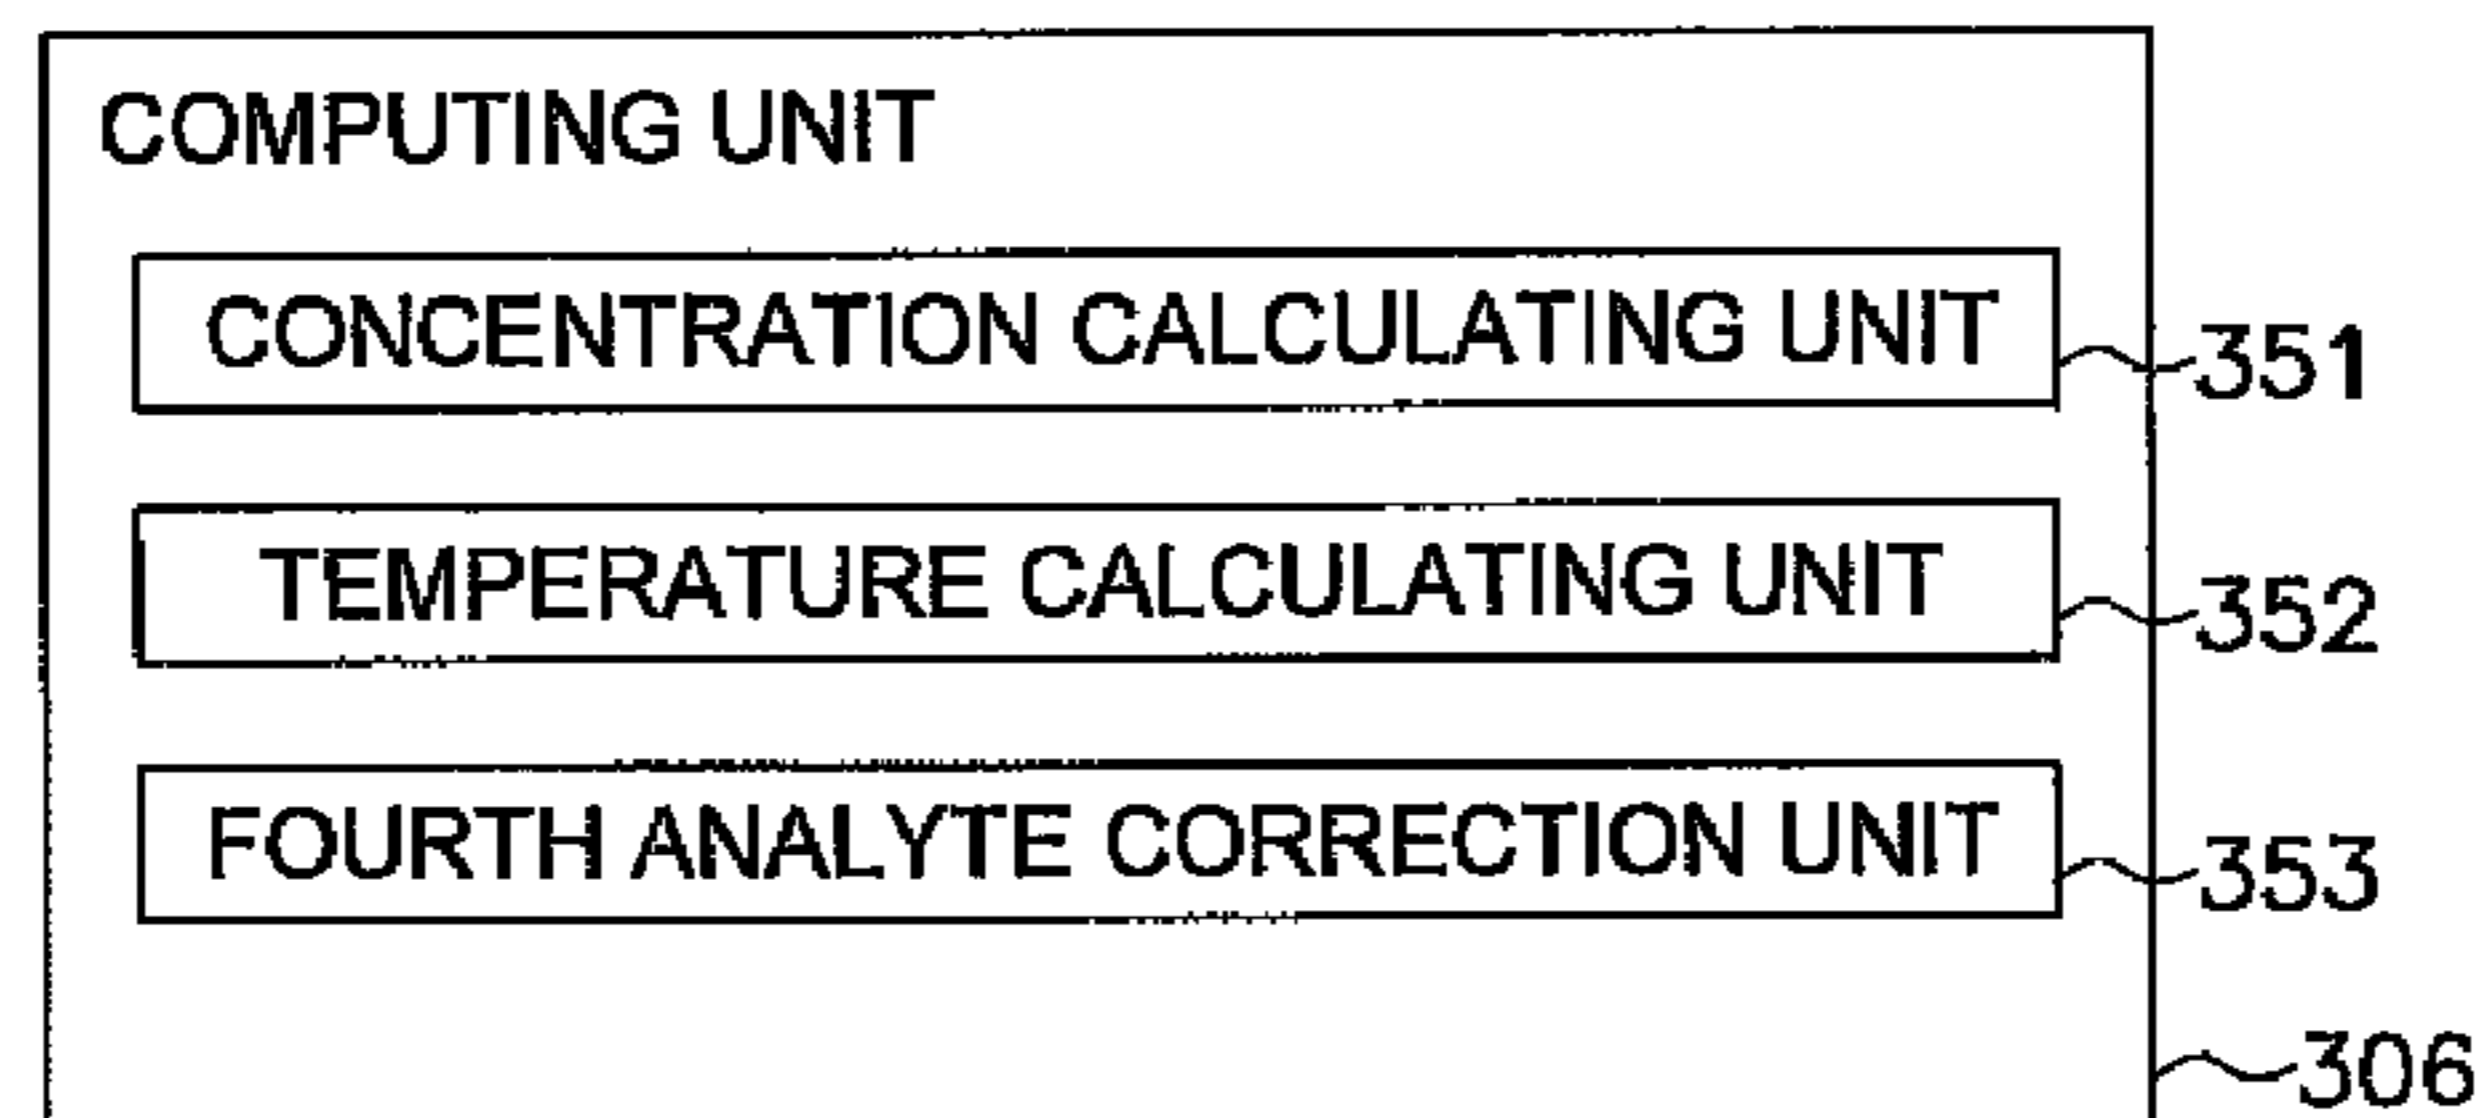 COMPUTING UNIT
CONCENTRATION CALCULATING UNIT
351
TEMPERATURE CALCULATING UNIT
352
FOURTH ANALYTE CORRECTION UNIT
353
306